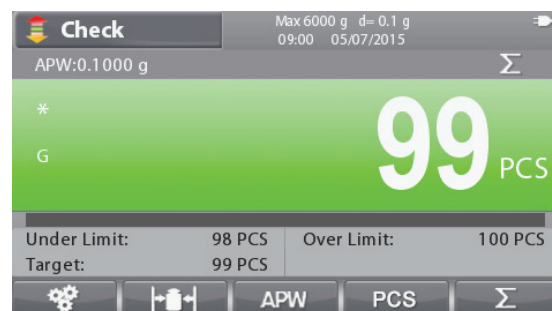 Check
Max 6000 g d= 0.1 g
09:00 05/07/2015
APW:0.1000 g
Σ
*
G
99 PCS
Under Limit: 98 PCS Over Limit: 100 PCS
Target: 99 PCS
APW PCS Σ